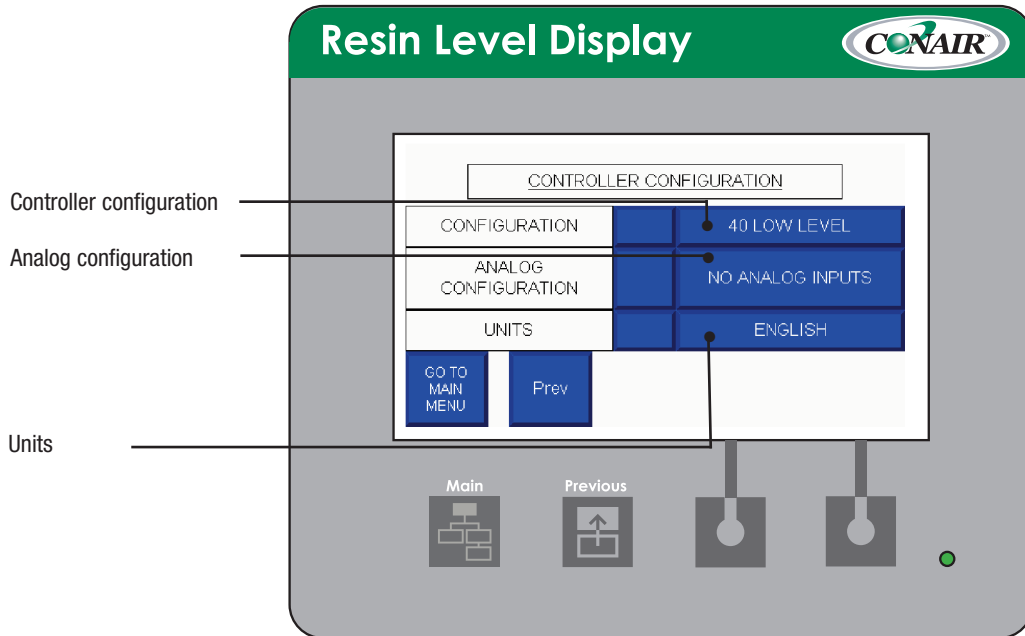 Resin Level Display
CONAIR™
CONTROLLER CONFIGURATION
Controller configuration
CONFIGURATION
40 LOW LEVEL
Analog configuration
ANALOG
CONFIGURATION
NO ANALOG INPUTS
UNITS
ENGLISH
GO TO
MAIN
MENU
Prev
Units
Main
Previous